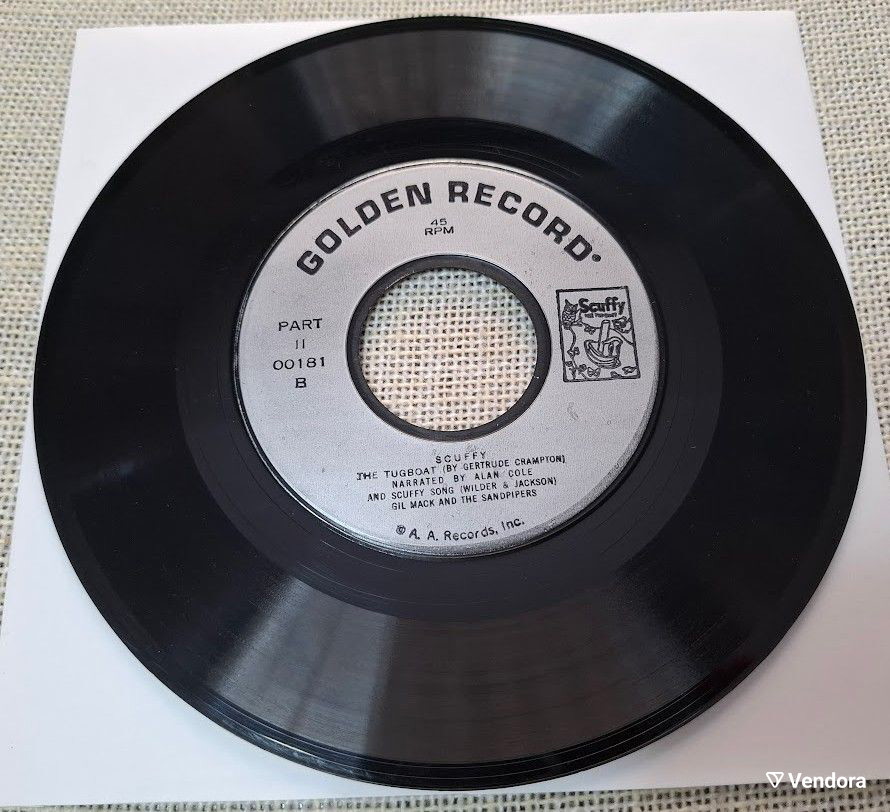 GOLDEN RECORD
45
RPM
Scuffy
PART
II
00181
B
SCUFFY
THE TUGBOAT (BY GERTRUDE CRAMPTON)
NARRATED BY ALAN COLE
AND SCUFFY SONG (WILDER & JACKSON)
GIL MACK AND THE SANDPIPERS
© A. A. Records, Inc.
Vendora